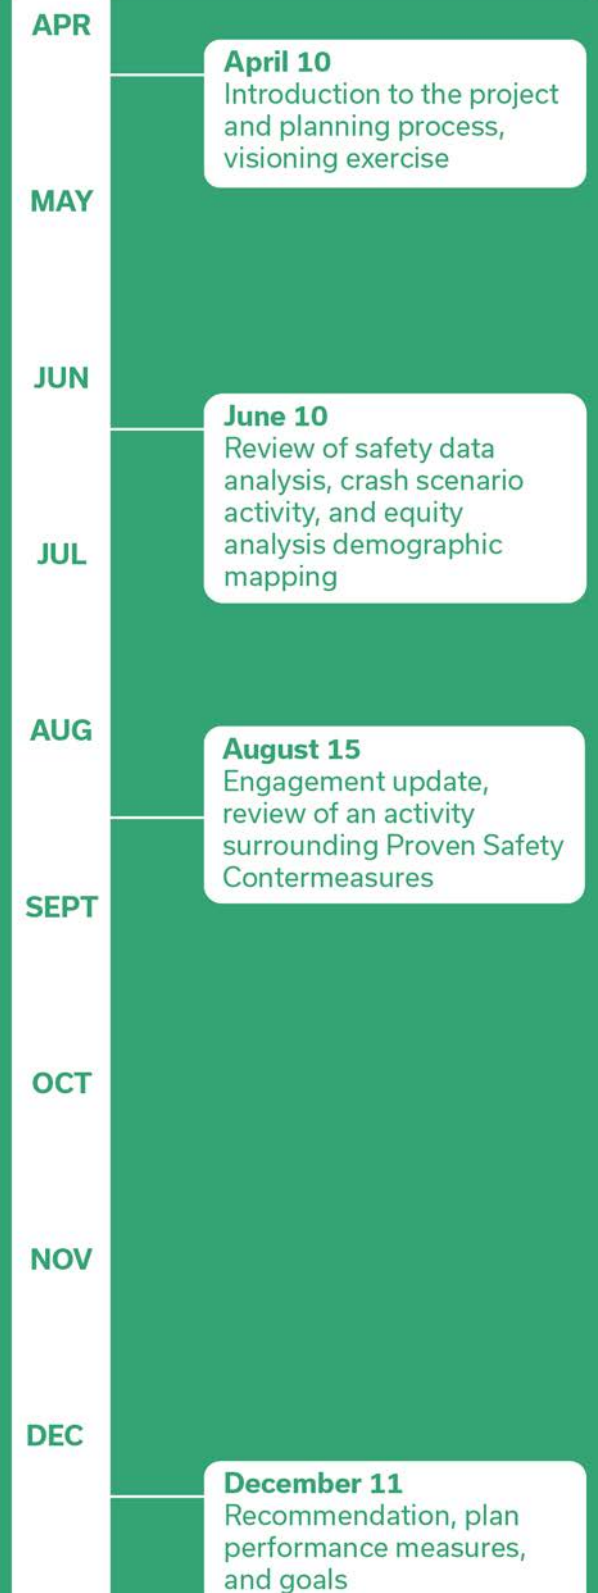 APR
April 10
Introduction to the project
and planning process,
visioning exercise
MAY
JUN
June 10
Review of safety data
analysis, crash scenario
activity, and equity
analysis demographic
mapping
JUL
AUG
August 15
Engagement update,
review of an activity
surrounding Proven Safety
Contermeasures
SEPT
OCT
NOV
DEC
December 11
Recommendation, plan
performance measures,
and goals